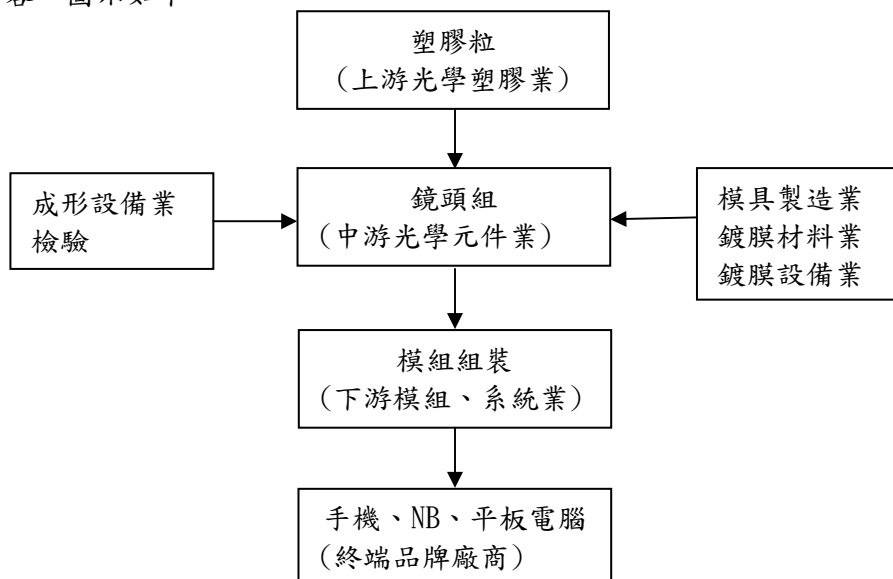 塑膠粒
(上游光學塑膠業)
成形設備業
檢驗
鏡頭組
(中游光學元件業)
模具製造業
鍍膜材料業
鍍膜設備業
模組組裝
(下游模組、系統業)
手機、NB、平板電腦
(終端品牌廠商)